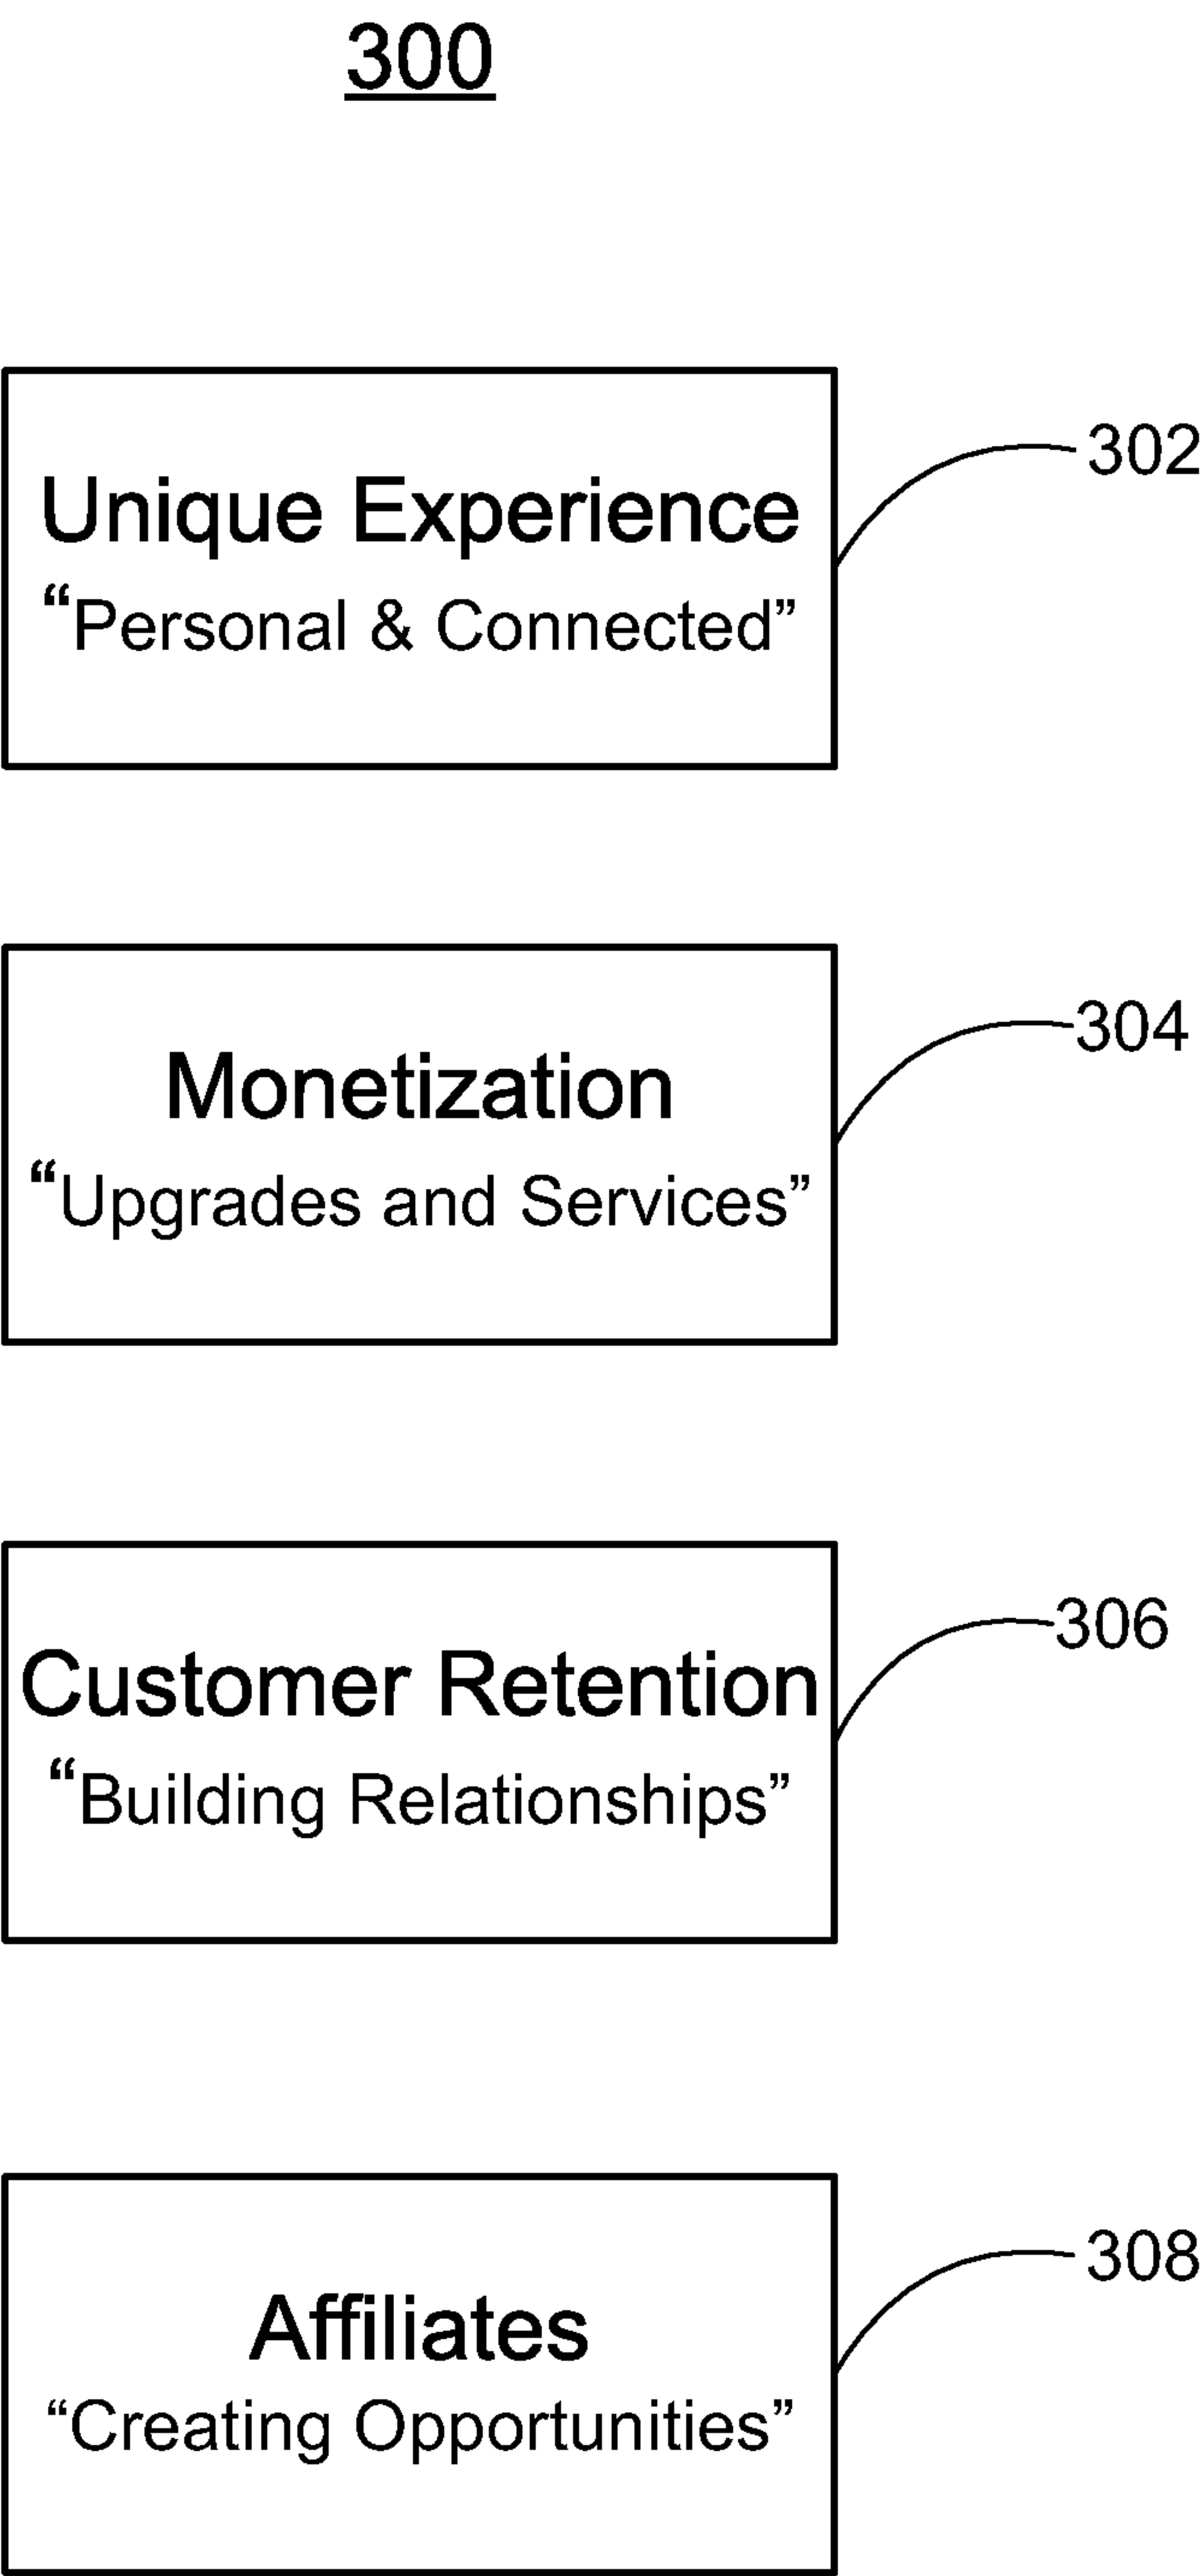 300
Unique Experience
302
“Personal & Connected”
Monetization
304
“Upgrades and Services”
Customer Retention
306
“Building Relationships”
Affiliates
308
“Creating Opportunities”